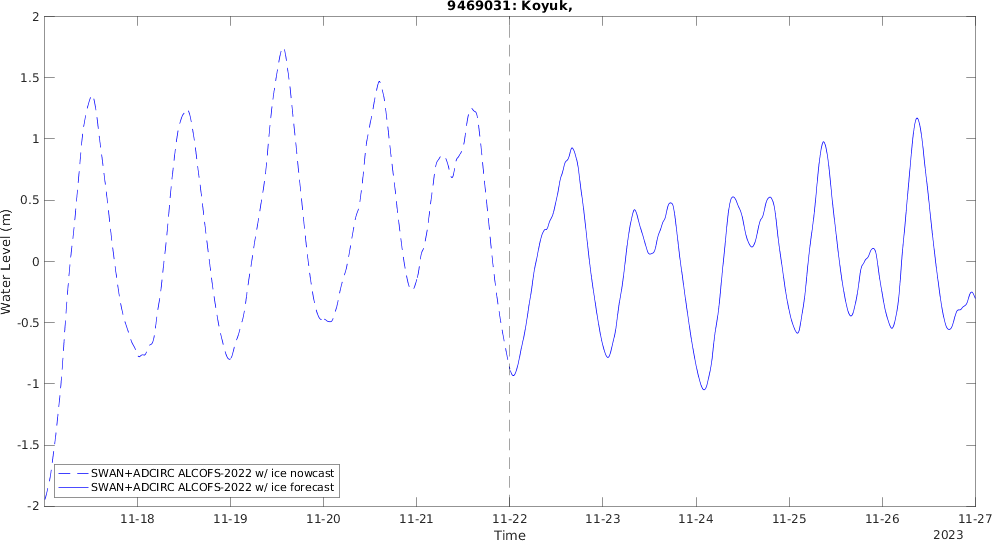 9469031: Koyuk,
2
1.5
1
0.5
0
-0.5
-1
-1.5
-2
Water Level (m)
SWAN+ADCIRC ALCOFS-2022 w/ ice nowcast
SWAN+ADCIRC ALCOFS-2022 w/ ice forecast
11-18 11-19 11-20 11-21 11-22 11-23 11-24 11-25 11-26 11-27
Time
2023